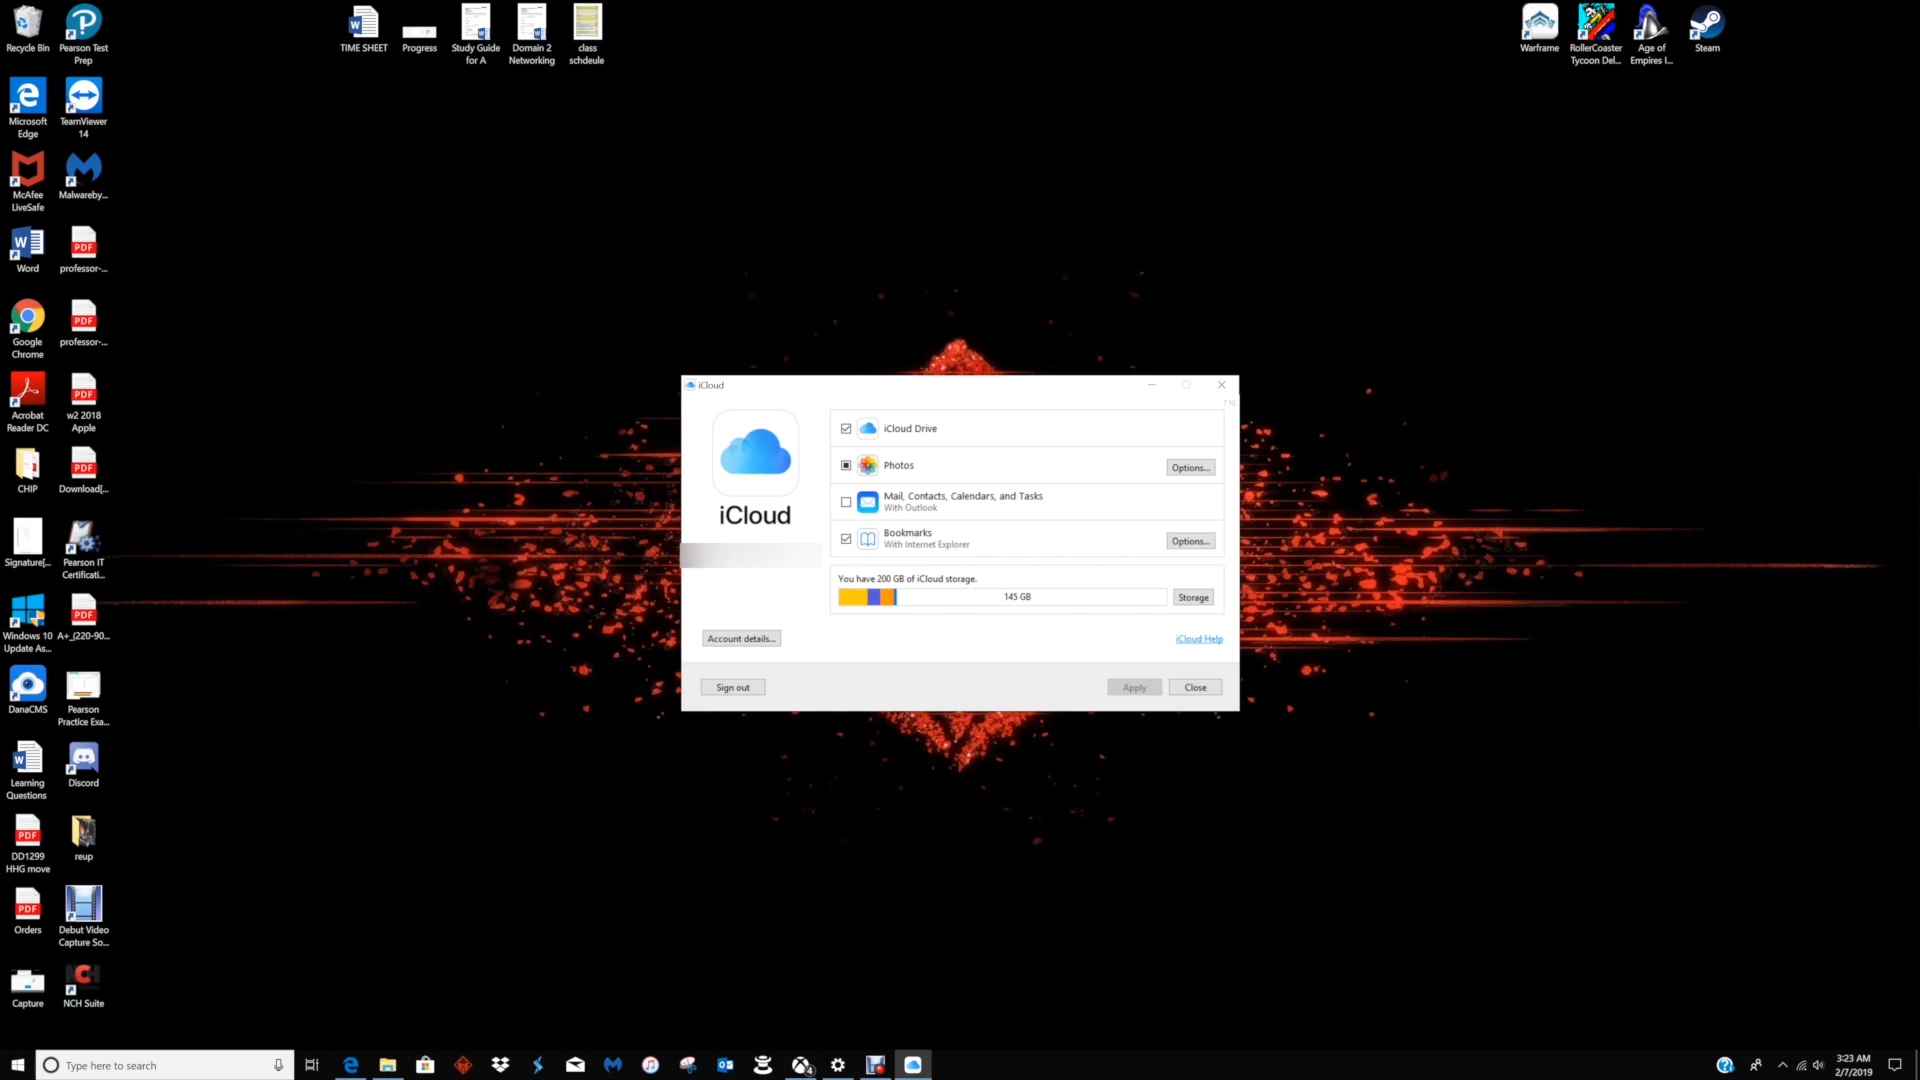 Recycle Bin
Pearson Test
Prep
TIME SHEET
Progress
Study Guide
for A
Domain 2
Networking
class
schdeule
Warframe
RollerCoaster
Tycoon Del...
Age of
Empires I...
Steam
Microsoft
Edge
TeamViewer
14
McAfee
LiveSafe
Malwareby...
Word
professor-...
Google
Chrome
professor-...
Acrobat
Reader DC
w2 2018
Apple
CHIP
Download[...
Signature[...
Pearson IT
Certificati...
Windows 10
Update As...
A+_(220-90...
DanaCMS
Pearson
Practice Exa...
Learning
Questions
Discord
DD1299
HHG move
reup
Orders
Debut Video
Capture So...
Capture
NCH Suite
iCloud
iCloud
iCloud Drive
Photos
Options...
Mail, Contacts, Calendars, and Tasks
With Outlook
Bookmarks
With Internet Explorer
Options...
You have 200 GB of iCloud storage.
145 GB
Storage
Account details...
iCloud Help
Sign out
Apply
Close
Type here to search
3:23 AM
2/7/2019